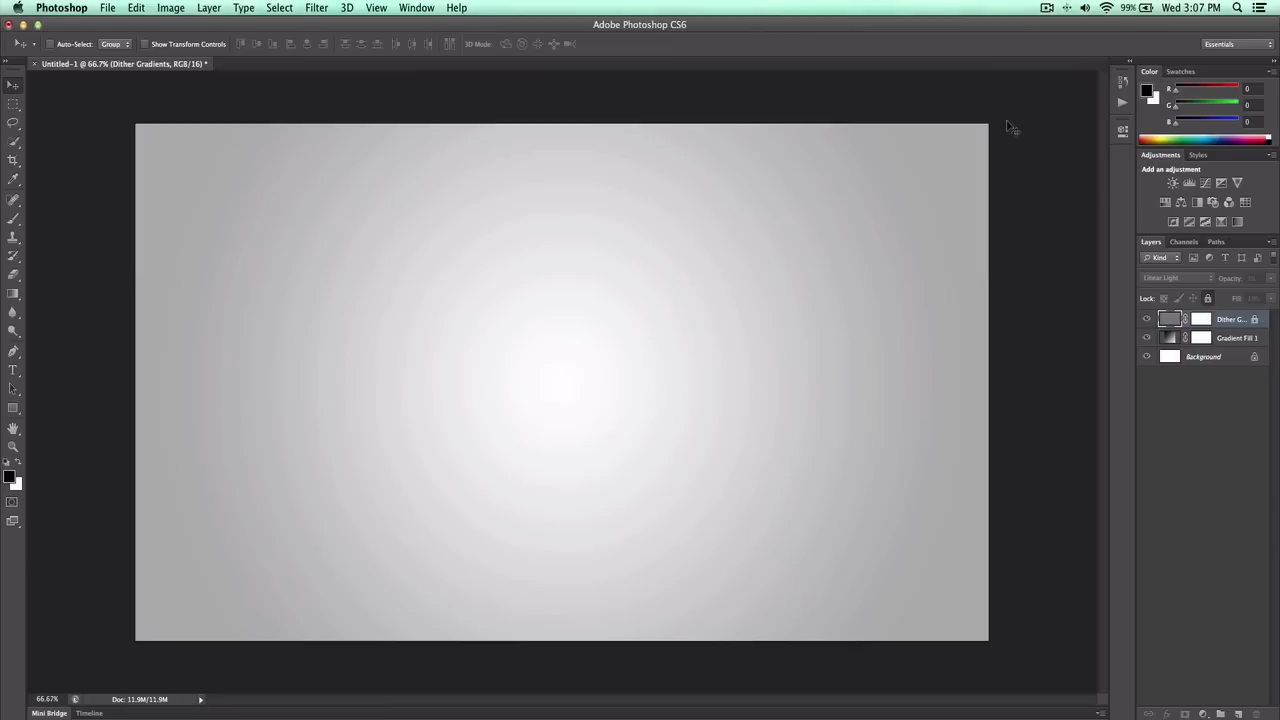 Photoshop File Edit Image Layer Type Select Filter 3D View Window Help 99% Wed 3:07 PM
Adobe Photoshop CS6
Auto-Select: Group Show Transform Controls 3D Mode: Essentials
Untitled-1 @ 66.7% (Dither Gradients, RGB/16) *
Color Swatches
R 0
G 0
B 0
Adjustments Styles
Add an adjustment
Layers Channels Paths
Kind
Linear Light Opacity:
Lock: Fill:
Dither G...
Gradient Fill 1
Background
66.67% Doc: 11.9M/11.9M
Mini Bridge Timeline